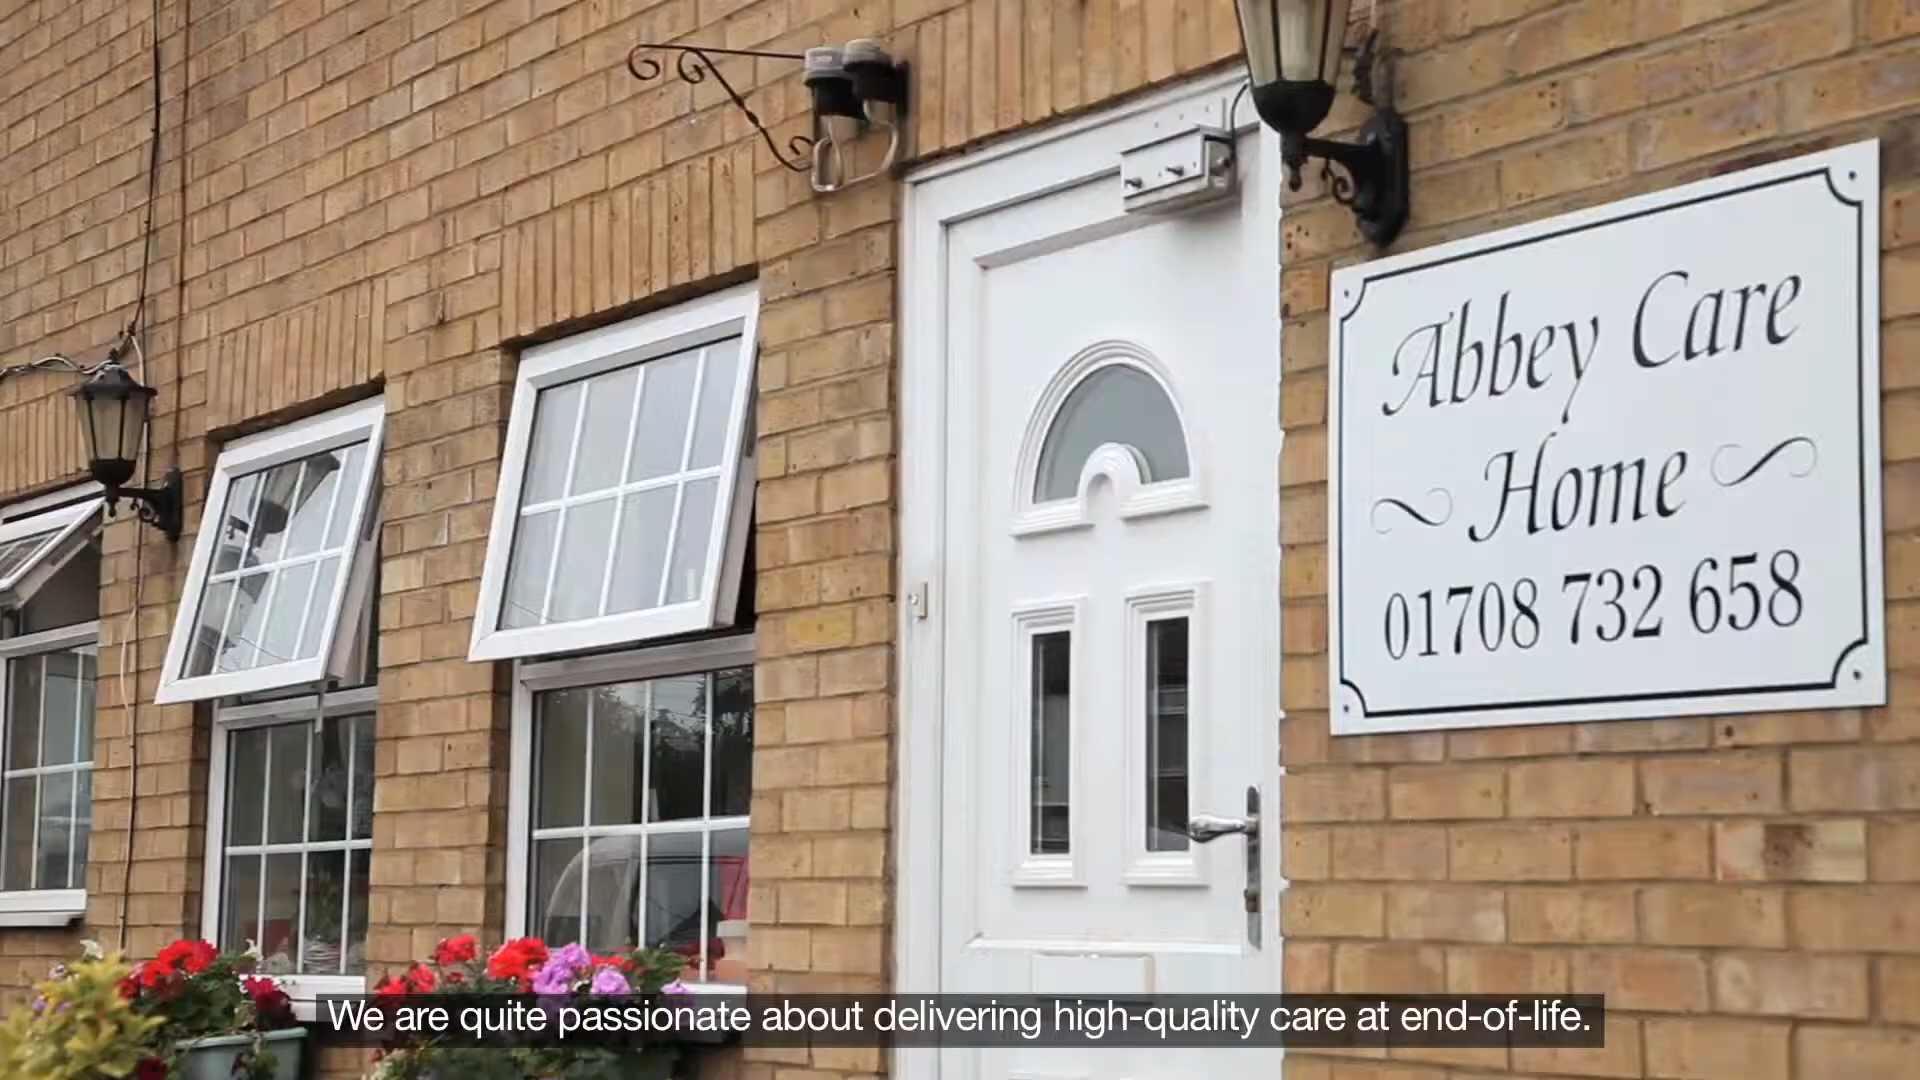 Abbey Care
Home
01708 732 658
We are quite passionate about delivering high-quality care at end-of-life.